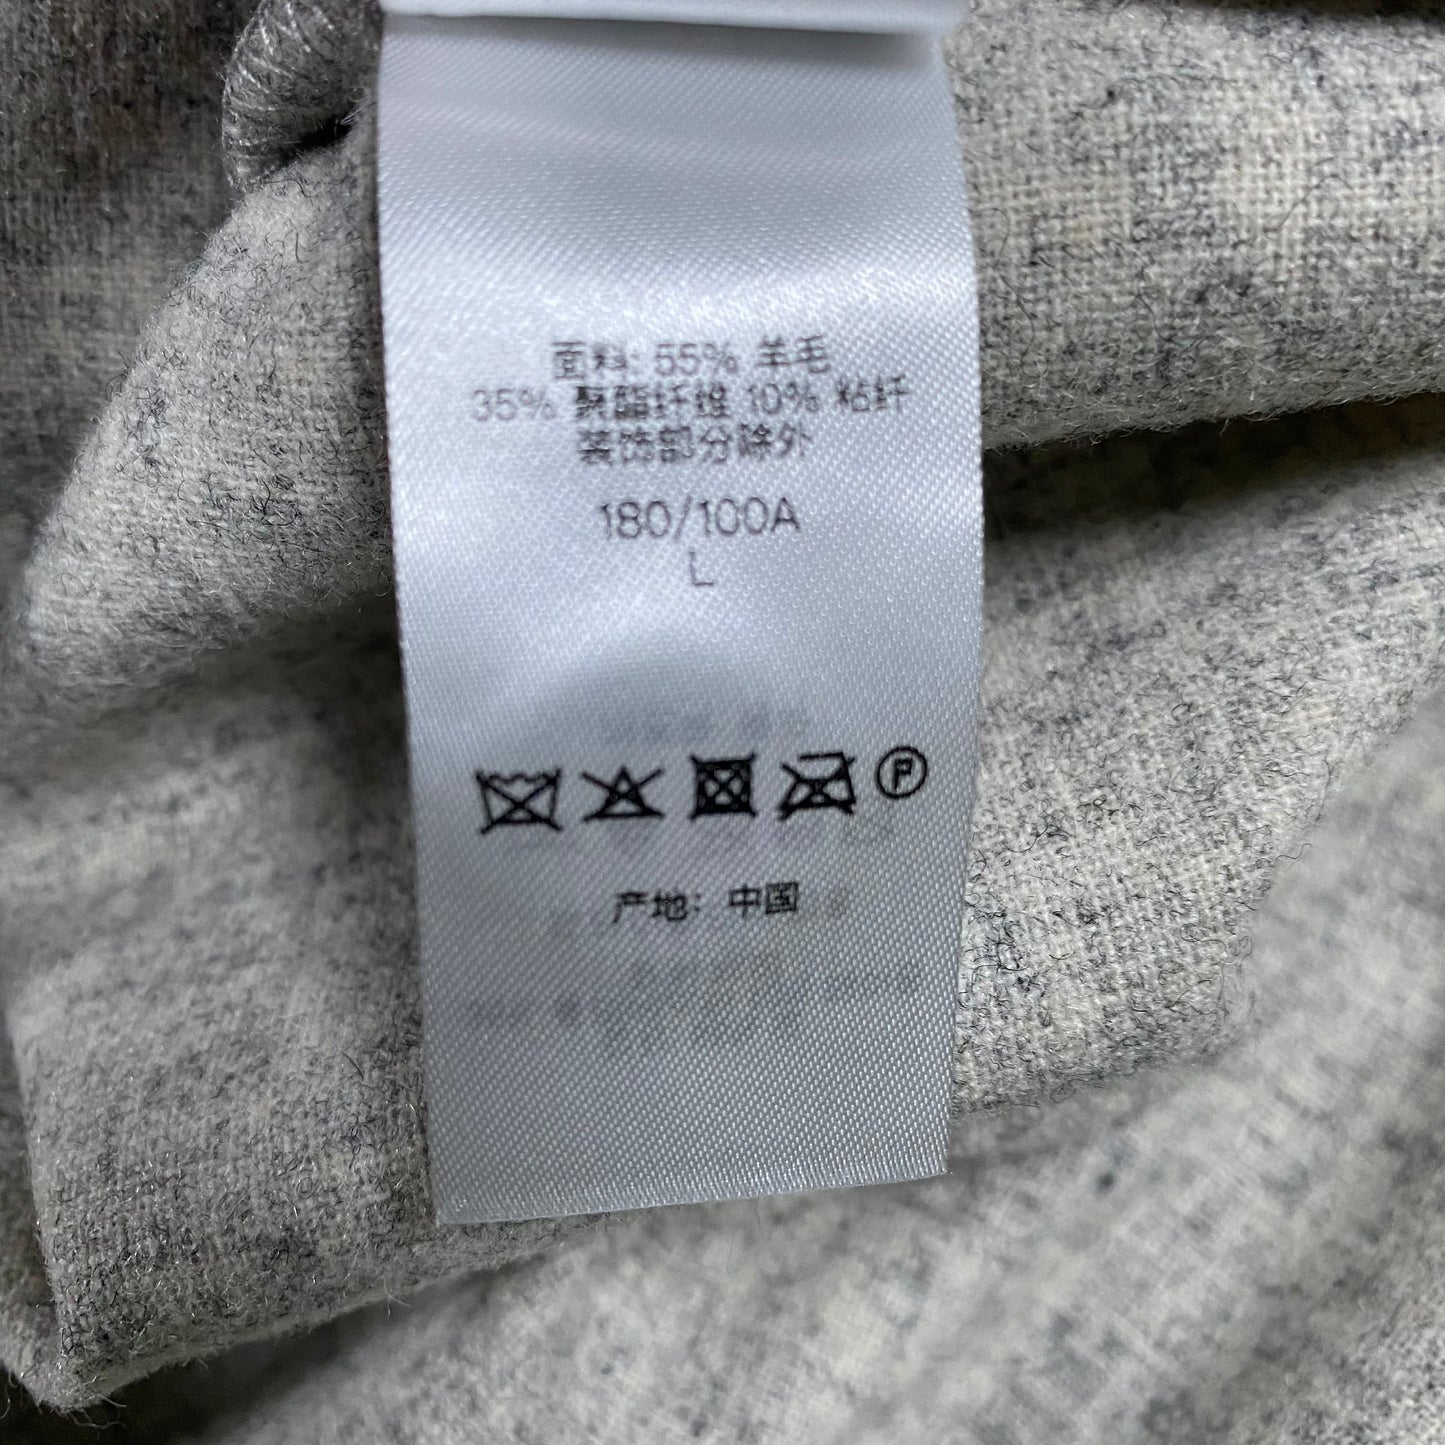 面料: 55% 羊毛
35% 聚酯纤维 10% 粘纤
装饰部分除外
180/100A
L
P
产地: 中国